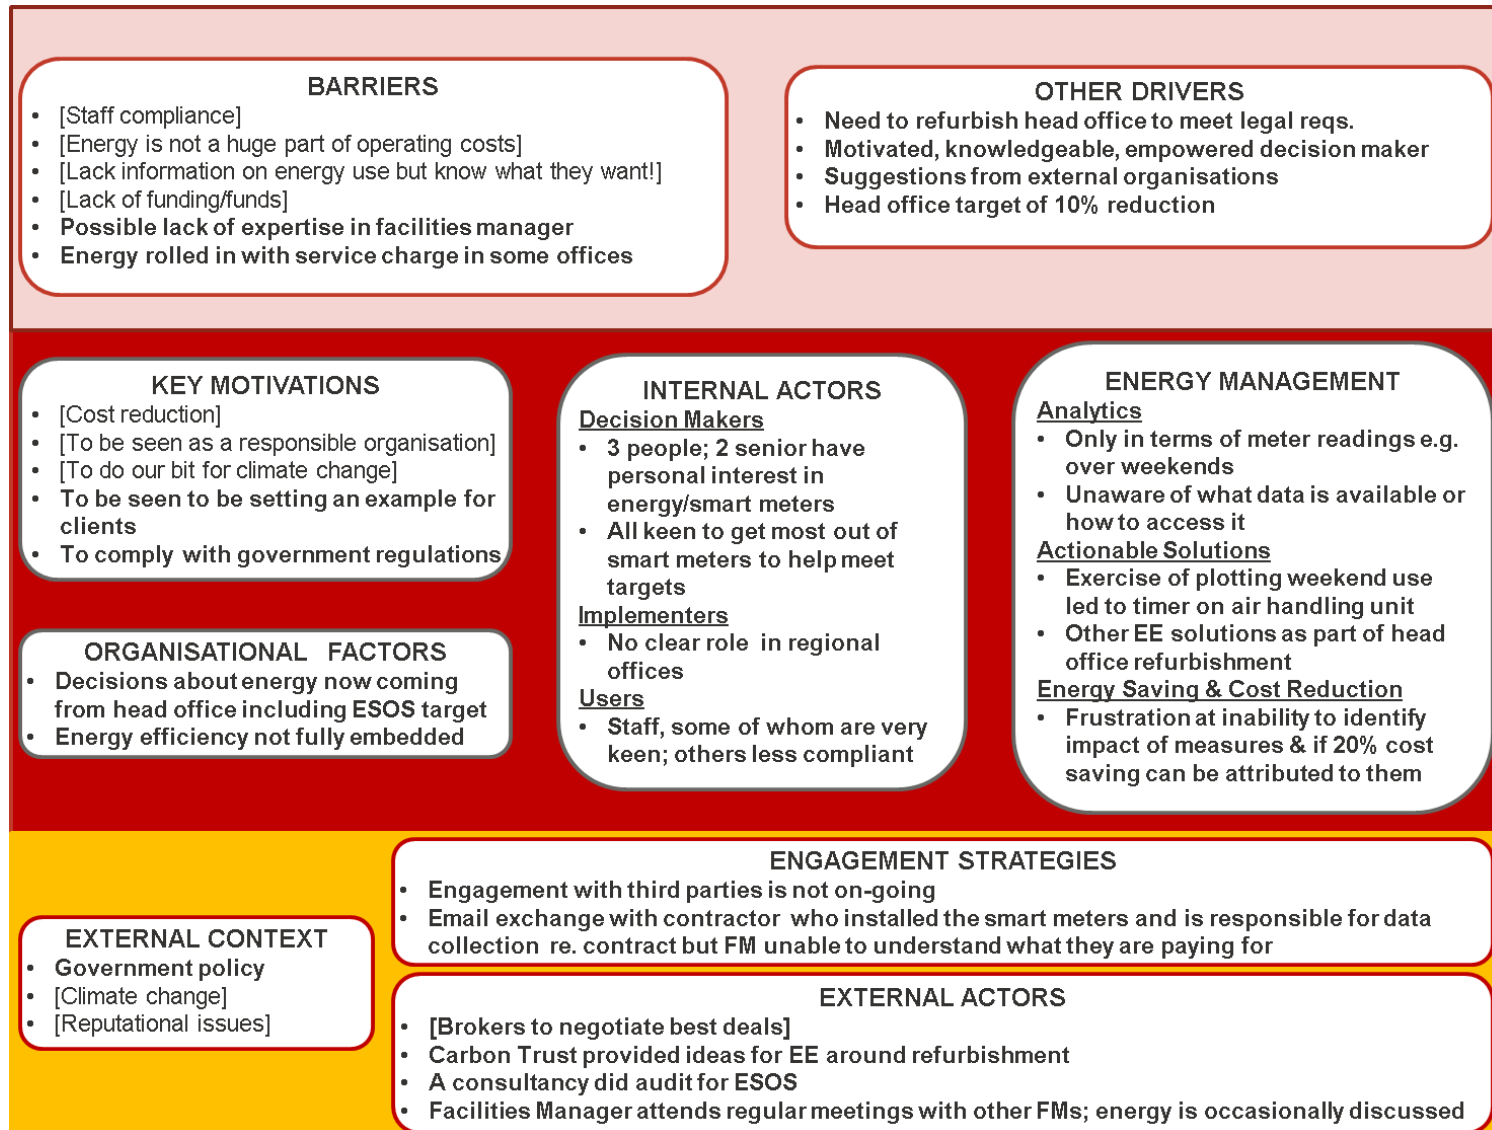 BARRIERS
• [Staff compliance]
• [Energy is not a huge part of operating costs]
• [Lack information on energy use but know what they want!]
• [Lack of funding/funds]
• Possible lack of expertise in facilities manager
• Energy rolled in with service charge in some offices
OTHER DRIVERS
• Need to refurbish head office to meet legal reqs.
• Motivated, knowledgeable, empowered decision maker
• Suggestions from external organisations
• Head office target of 10% reduction
KEY MOTIVATIONS
• [Cost reduction]
• [To be seen as a responsible organisation]
• [To do our bit for climate change]
• To be seen to be setting an example for
clients
• To comply with government regulations
ORGANISATIONAL FACTORS
• Decisions about energy now coming
from head office including ESOS target
• Energy efficiency not fully embedded
INTERNAL ACTORS
Decision Makers
• 3 people; 2 senior have
personal interest in
energy/smart meters
• All keen to get most out of
smart meters to help meet
targets
Implementers
• No clear role in regional
offices
Users
• Staff, some of whom are very
keen; others less compliant
ENERGY MANAGEMENT
Analytics
• Only in terms of meter readings e.g.
over weekends
• Unaware of what data is available or
how to access it
Actionable Solutions
• Exercise of plotting weekend use
led to timer on air handling unit
• Other EE solutions as part of head
office refurbishment
Energy Saving & Cost Reduction
• Frustration at inability to identify
impact of measures & if 20% cost
saving can be attributed to them
EXTERNAL CONTEXT
• Government policy
• [Climate change]
• [Reputational issues]
ENGAGEMENT STRATEGIES
• Engagement with third parties is not on-going
• Email exchange with contractor who installed the smart meters and is responsible for data
collection re. contract but FM unable to understand what they are paying for
EXTERNAL ACTORS
• [Brokers to negotiate best deals]
• Carbon Trust provided ideas for EE around refurbishment
• A consultancy did audit for ESOS
• Facilities Manager attends regular meetings with other FMs; energy is occasionally discussed